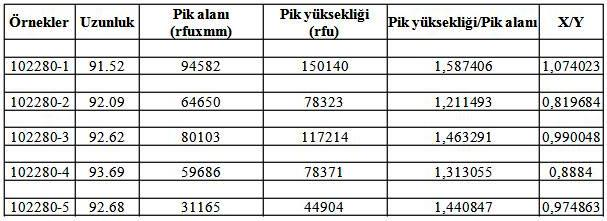 Örnekler Uzunluk Pik alanı (rfuxmm) Pik yüksekliği (rfu) Pik yüksekliği/Pik alanı X/Y
102280-1 91.52 94582 150140 1,587406 1,074023
102280-2 92.09 64650 78323 1,211493 0,819684
102280-3 92.62 80103 117214 1,463291 0,990048
102280-4 93.69 59686 78371 1,313055 0,8884
102280-5 92.68 31165 44904 1,440847 0,974863